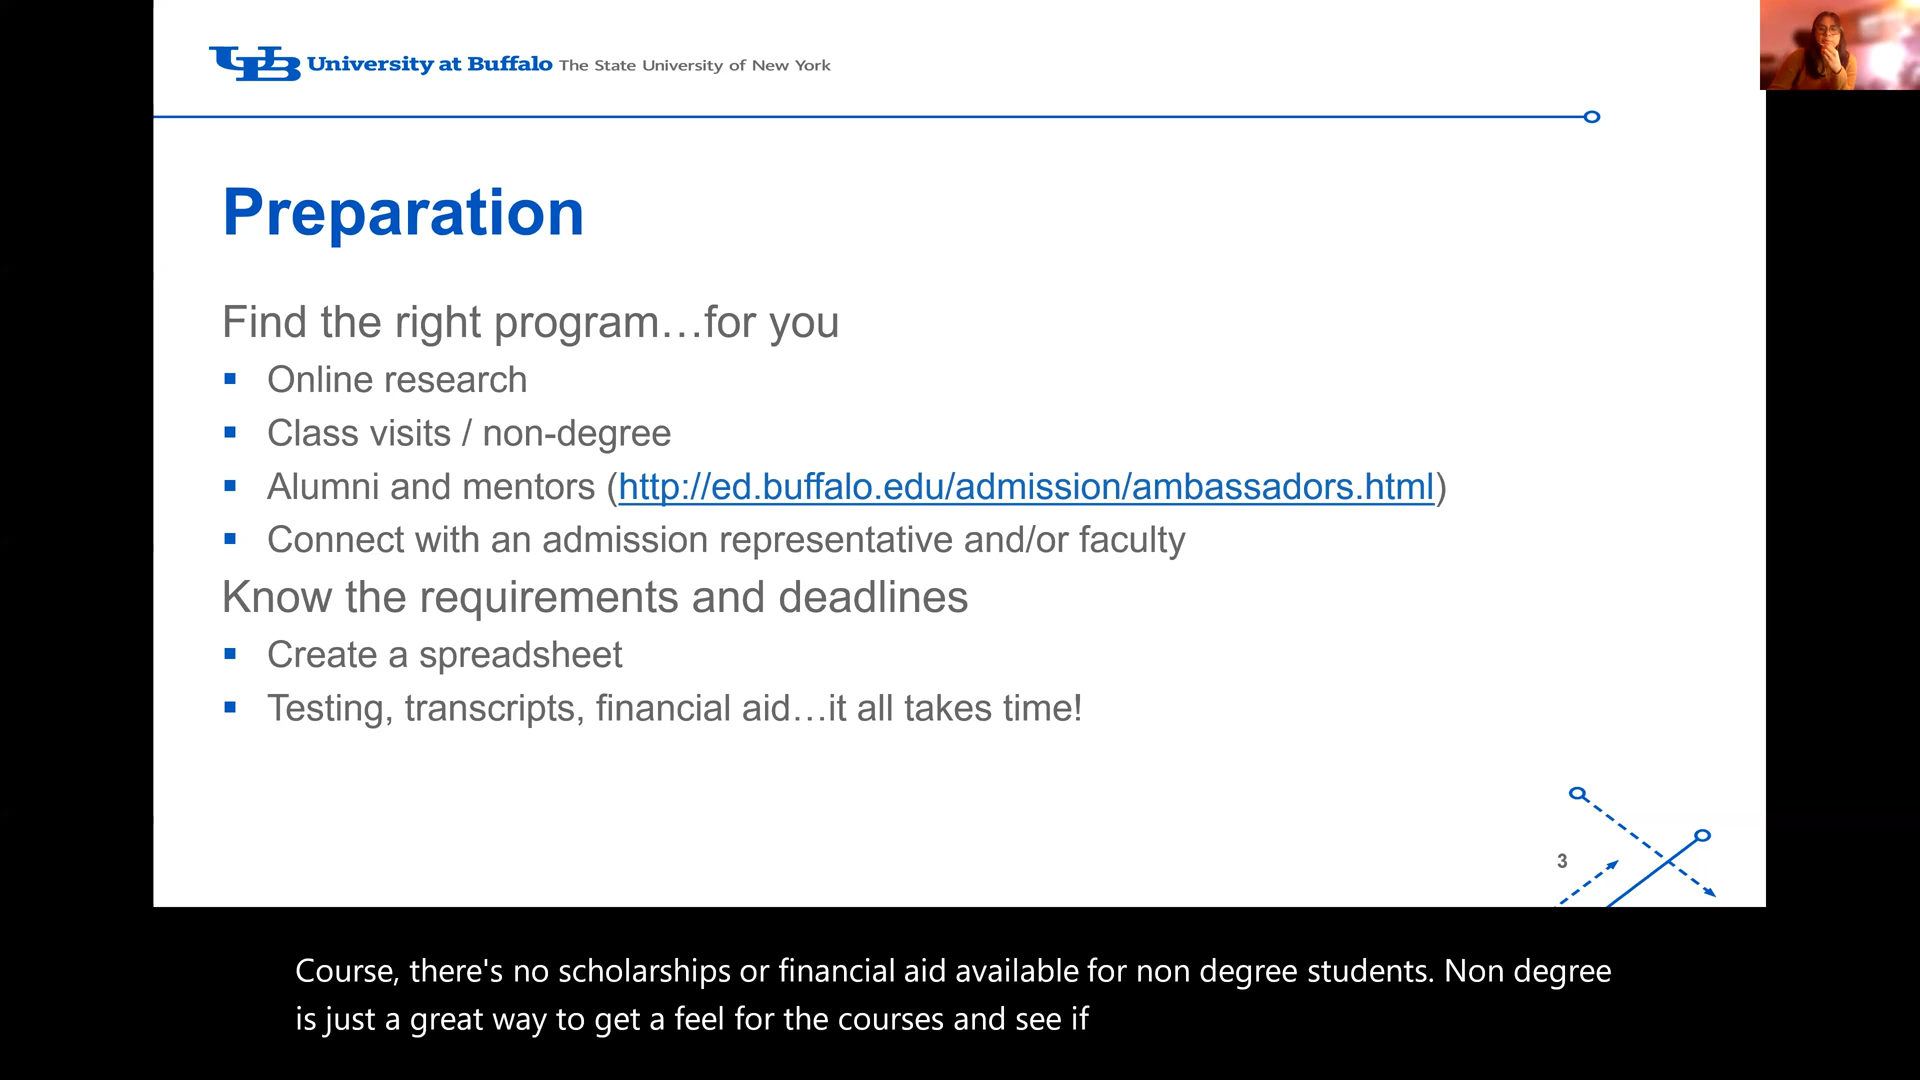 UB University at Buffalo The State University of New York
Preparation
Find the right program…for you
▪ Online research
▪ Class visits / non-degree
▪ Alumni and mentors (http://ed.buffalo.edu/admission/ambassadors.html)
▪ Connect with an admission representative and/or faculty
Know the requirements and deadlines
▪ Create a spreadsheet
▪ Testing, transcripts, financial aid…it all takes time!
3
Course, there's no scholarships or financial aid available for non degree students. Non degree
is just a great way to get a feel for the courses and see if